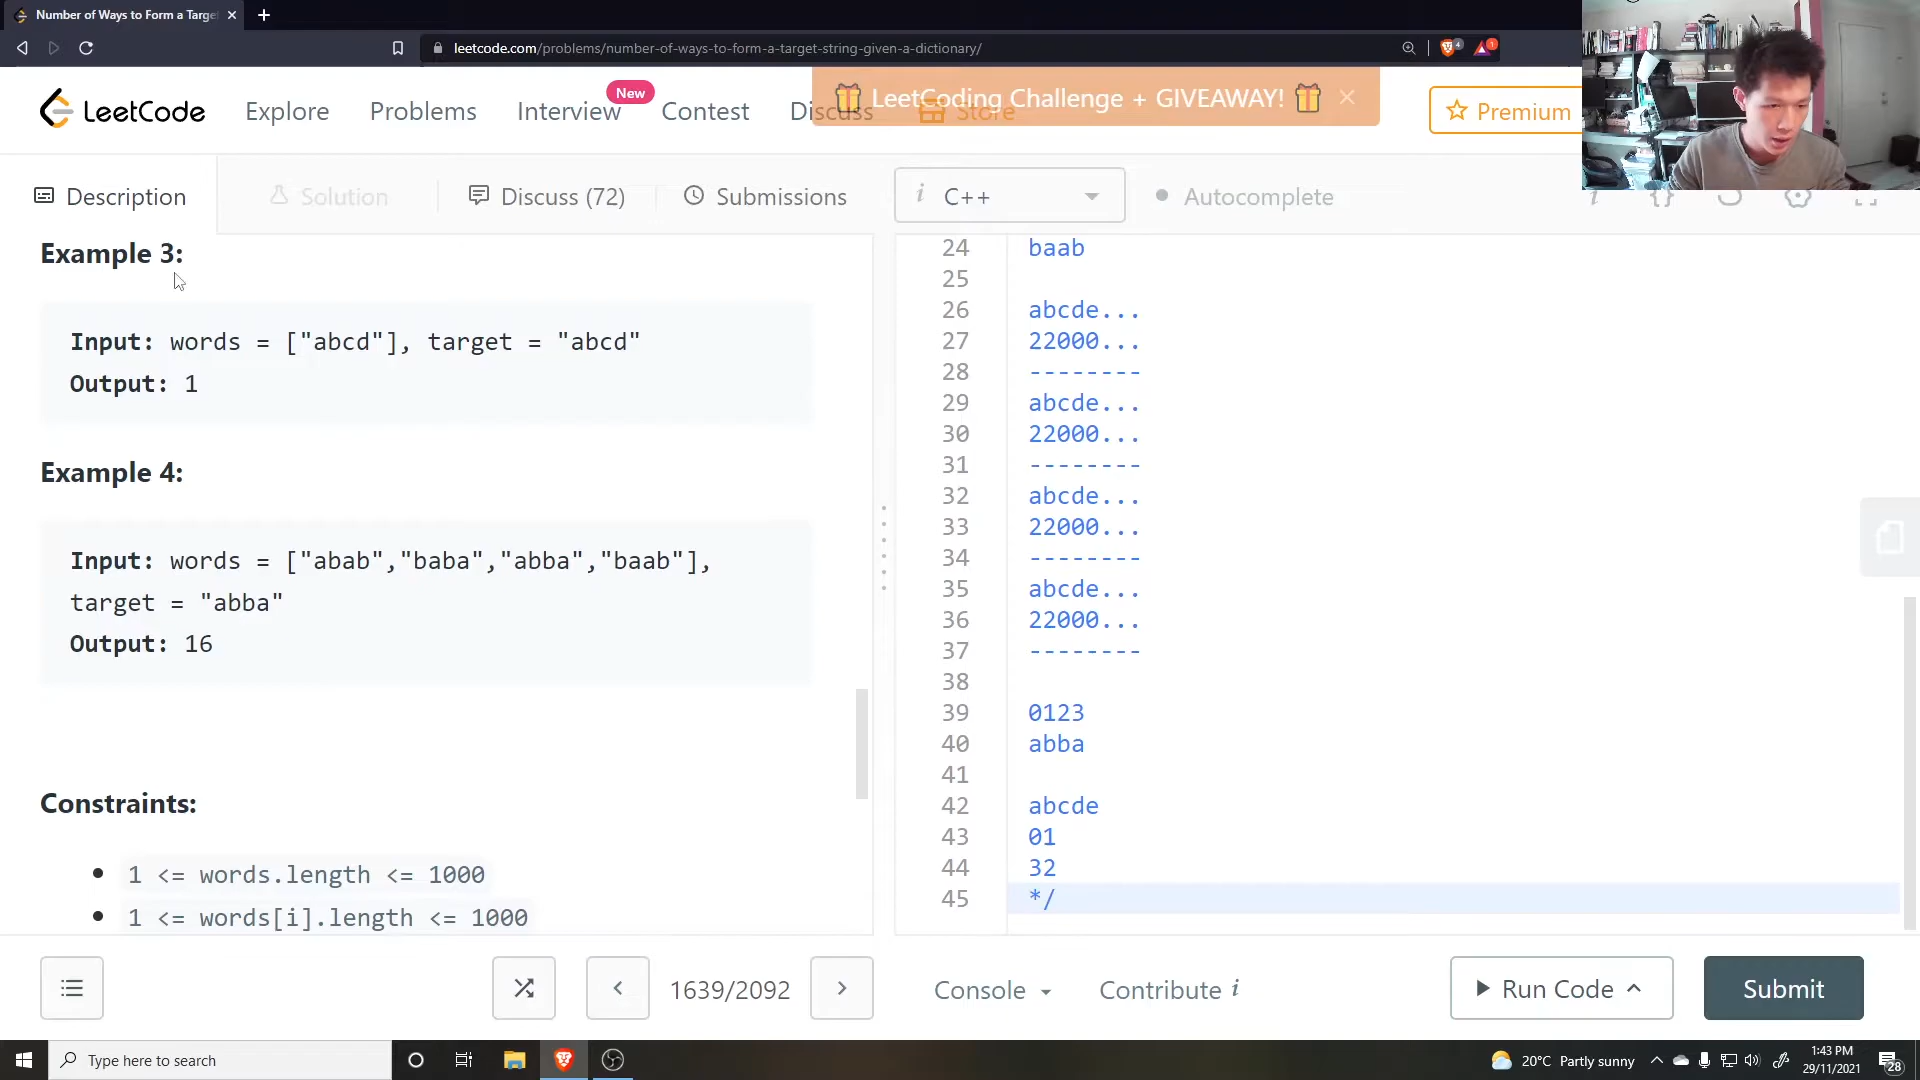 Number of Ways to Form a Targe
leetcode.com/problems/number-of-ways-to-form-a-target-string-given-a-dictionary/
LeetCode
Explore
Problems
Interview
New
Contest
Discuss
Store
LeetCoding Challenge + GIVEAWAY!
Premium
Description
Solution
Discuss (72)
Submissions
i C++
Autocomplete
Example 3:
Input: words = ["abcd"], target = "abcd"
Output: 1
Example 4:
Input: words = ["abab","baba","abba","baab"],
target = "abba"
Output: 16
Constraints:
1 <= words.length <= 1000
1 <= words[i].length <= 1000
24 baab
25
26 abcde...
27 22000...
28 --------
29 abcde...
30 22000...
31 --------
32 abcde...
33 22000...
34 --------
35 abcde...
36 22000...
37 --------
38
39 0123
40 abba
41
42 abcde
43 01
44 32
45 */
1639/2092
Console
Contribute i
Run Code
Submit
Type here to search
20°C Partly sunny
1:43 PM
29/11/2021
28